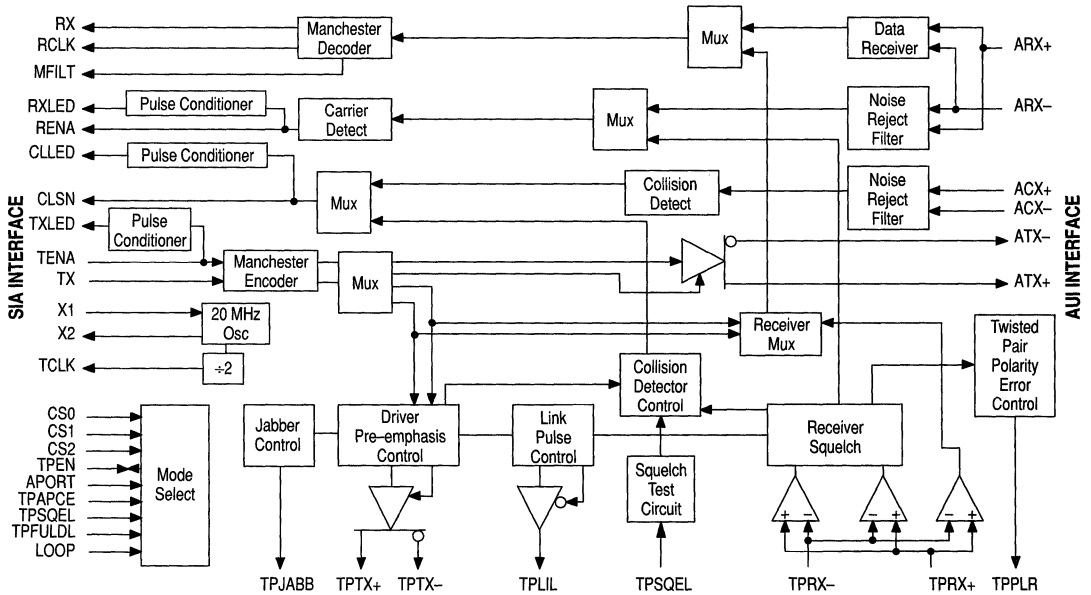 RX
RCLK
MFILT
Manchester
Decoder
Mux
Data
Receiver
ARX+
RXLED
Pulse Conditioner
RENA
Carrier
Detect
Mux
Noise
Reject
Filter
ARX–
CLLED
Pulse Conditioner
CLSN
Mux
Collision
Detect
Noise
Reject
Filter
ACX+
ACX–
TXLED
Pulse
Conditioner
TENA
TX
Manchester
Encoder
Mux
ATX–
ATX+
SIA INTERFACE
AUI INTERFACE
X1
X2
20 MHz
Osc
TCLK
÷2
Receiver
Mux
Twisted
Pair
Polarity
Error
Control
Collision
Detector
Control
CS0
CS1
CS2
TPEN
APORT
TPAPCE
TPSQEL
TPFULDL
LOOP
Mode
Select
Jabber
Control
Driver
Pre-emphasis
Control
Link
Pulse
Control
Squelch
Test
Circuit
Receiver
Squelch
+ –
– +
– +
TPJABB
TPTX+
TPTX–
TPLIL
TPSQEL
TPRX–
TPRX+
TPPLR